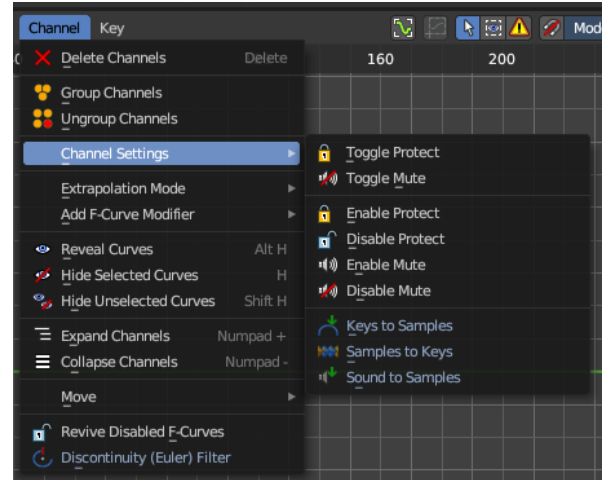 Channel Key Mod
160 200
Delete Channels Delete
Group Channels
Ungroup Channels
Channel Settings
Extrapolation Mode
Add F-Curve Modifier
Reveal Curves Alt H
Hide Selected Curves H
Hide Unselected Curves Shift H
Expand Channels Numpad +
Collapse Channels Numpad -
Move
Revive Disabled F-Curves
Discontinuity (Euler) Filter
Toggle Protect
Toggle Mute
Enable Protect
Disable Protect
Enable Mute
Disable Mute
Keys to Samples
Samples to Keys
Sound to Samples